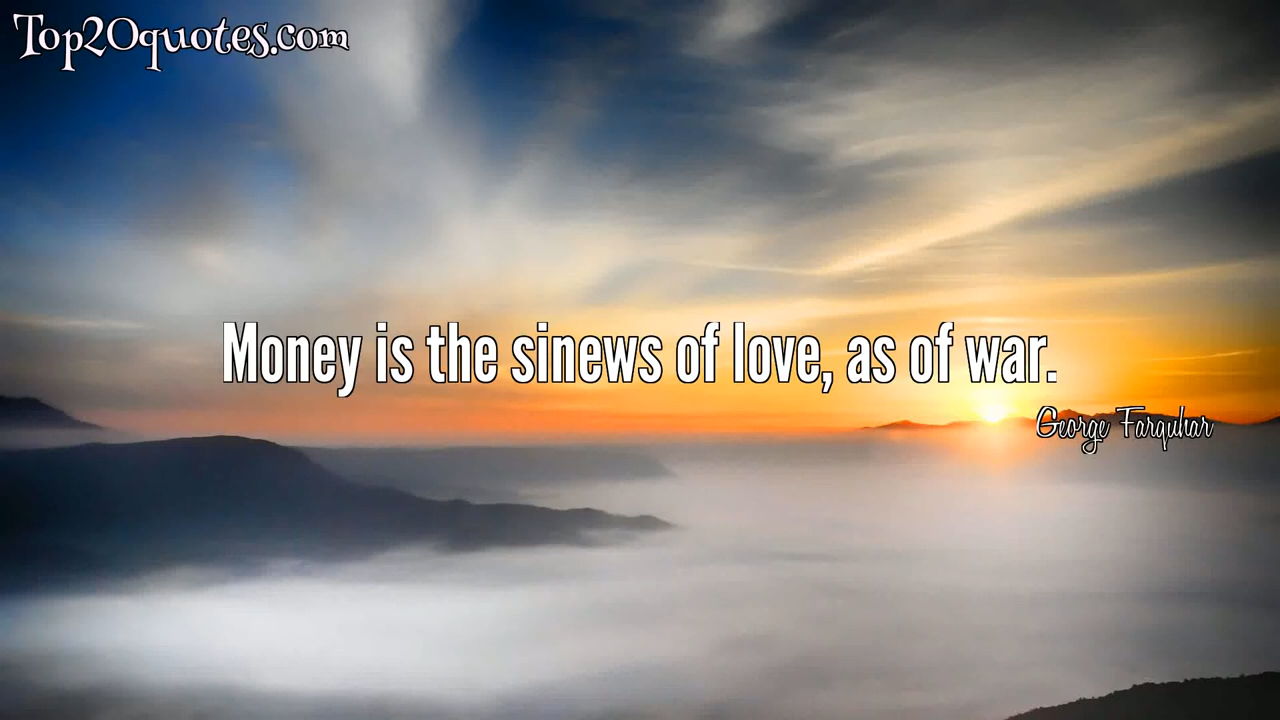 Top20quotes.com
Money is the sinews of love, as of war.
George Farquhar